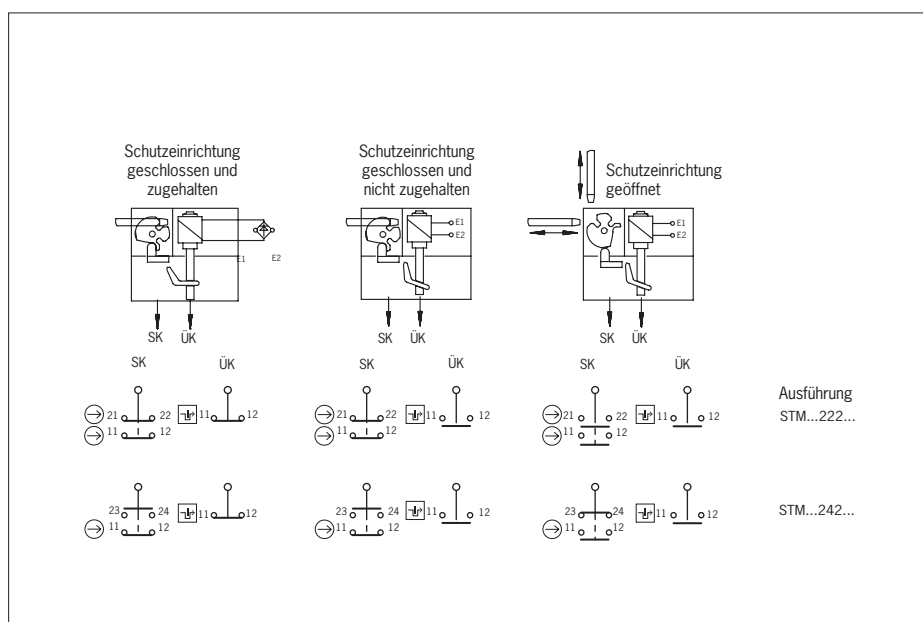 Schutzeinrichtung
geschlossen und
zugehalten
Schutzeinrichtung
geschlossen und
nicht zugehalten
Schutzeinrichtung
geöffnet
E1 E2
E1
E2
E1
E2
SK ÜK
SK ÜK
SK ÜK
SK ÜK
SK ÜK
SK ÜK
Ausführung
STM...222...
21 22 11 12
11 12
21 22 11 12
11 12
21 22 11 12
11 12
STM...242...
23 24 11 12
11 12
23 24 11 12
11 12
23 24 11 12
11 12